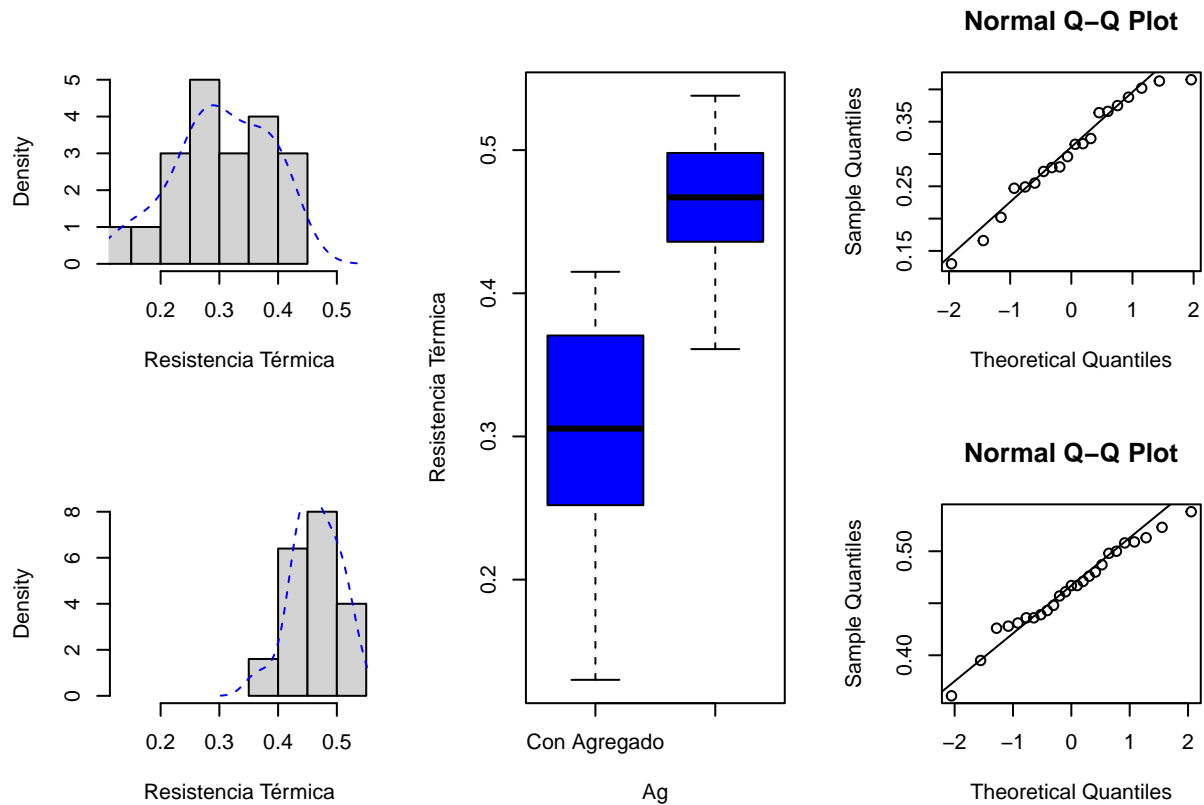 Density
5
4
3
2
1
0
0.2 0.3 0.4 0.5
Resistencia Térmica
Density
8
6
4
2
0
0.2 0.3 0.4 0.5
Resistencia Térmica
Resistencia Térmica
0.5
0.4
0.3
0.2
Con Agregado
Ag
Normal Q−Q Plot
Sample Quantiles
0.35
0.25
0.15
−2 −1 0 1 2
Theoretical Quantiles
Normal Q−Q Plot
Sample Quantiles
0.50
0.40
−2 −1 0 1 2
Theoretical Quantiles